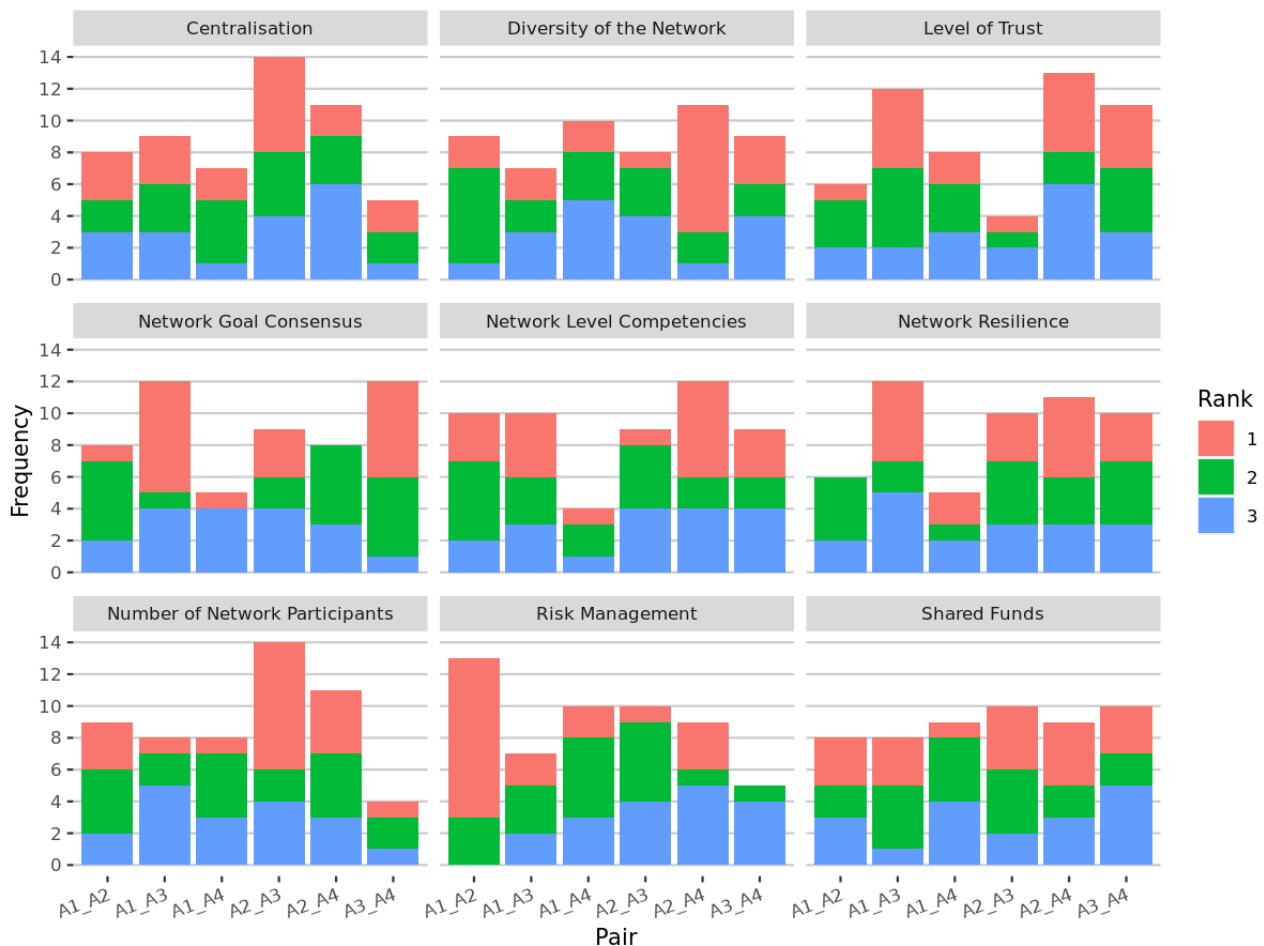 Centralisation
Diversity of the Network
Level of Trust
14
12
10
8
6
4
2
0
Network Goal Consensus
Network Level Competencies
Network Resilience
14
12
10
8
6
4
2
0
Number of Network Participants
Risk Management
Shared Funds
14
12
10
8
6
4
2
0
A1_A2
A1_A3
A1_A4
A2_A3
A2_A4
A3_A4
A1_A2
A1_A3
A1_A4
A2_A3
A2_A4
A3_A4
A1_A2
A1_A3
A1_A4
A2_A3
A2_A4
A3_A4
Pair
Frequency
Rank
1
2
3